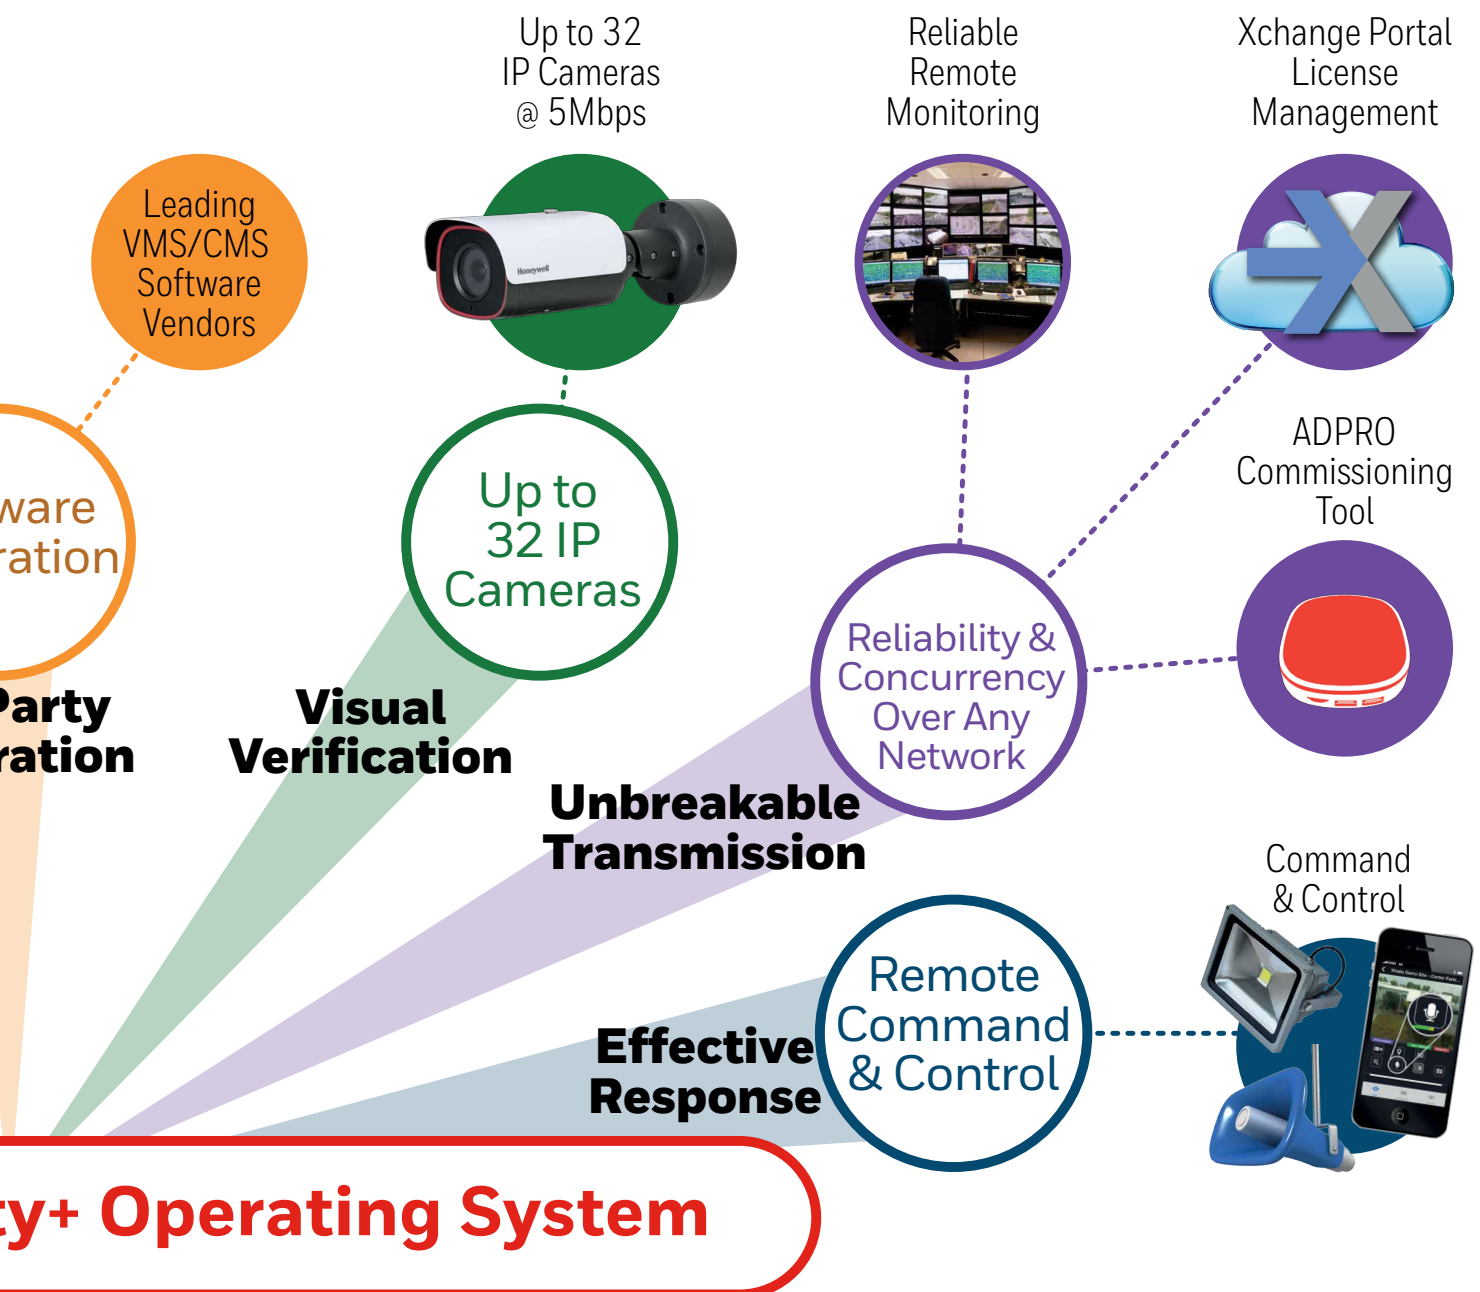 Up to 32
IP Cameras
@ 5Mbps
Reliable
Remote
Monitoring
Xchange Portal
License
Management
Leading
VMS/CMS
Software
Vendors
Honeywell
ADPRO
Commissioning
Tool
ware
ration
Up to
32 IP
Cameras
Reliability &
Concurrency
Over Any
Network
Party
ration
Visual
Verification
Unbreakable
Transmission
Command
& Control
Remote
Command
& Control
Effective
Response
ty+ Operating System